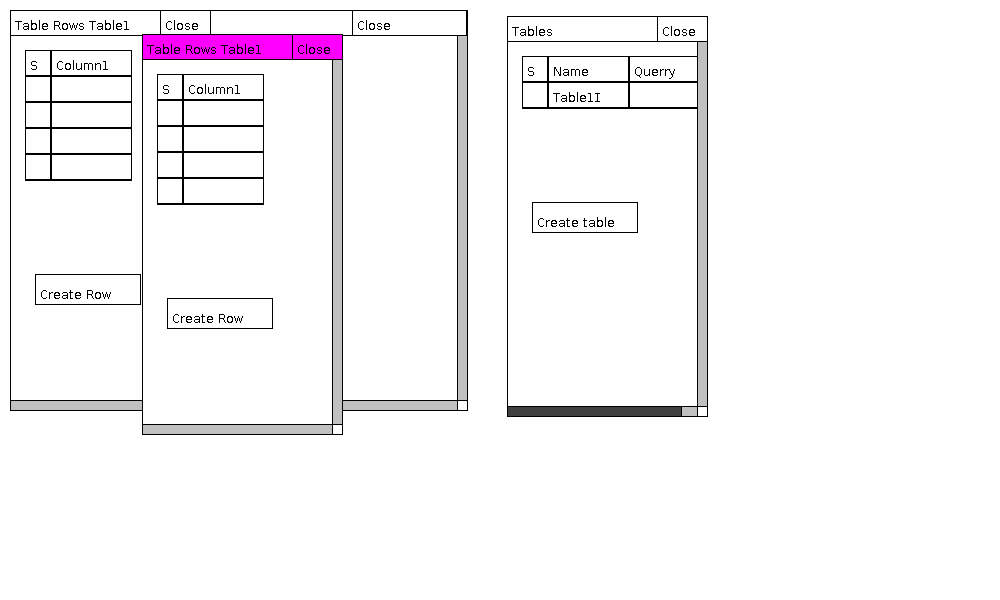 Table Rows Table1 Close Close
S Column1
Create Row
Table Rows Table1 Close
S Column1
Create Row
Tables Close
S Name Querry
Table1I
Create table